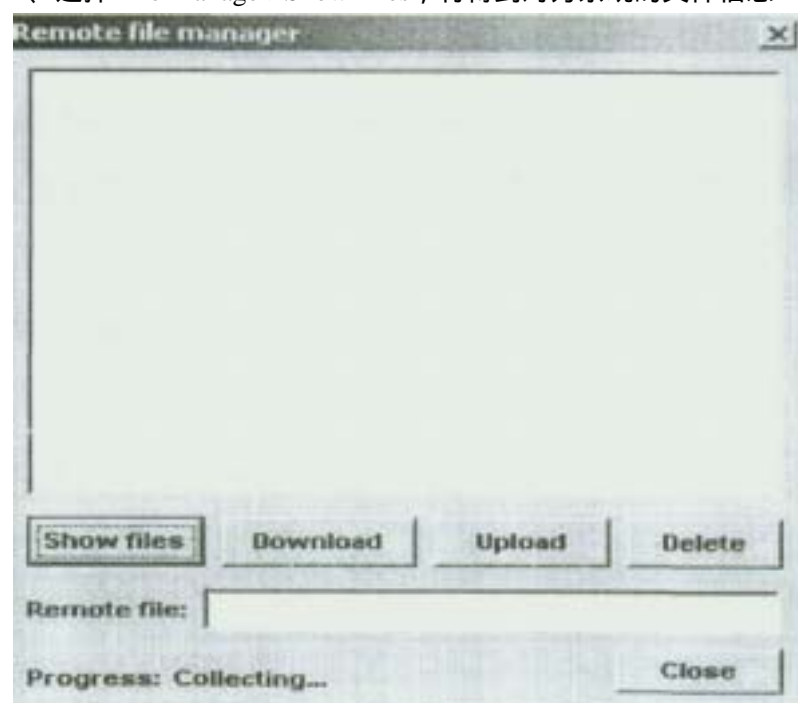 Remote file manager
Show files Download Upload Delete
Remote file:
Progress: Collecting...
Close